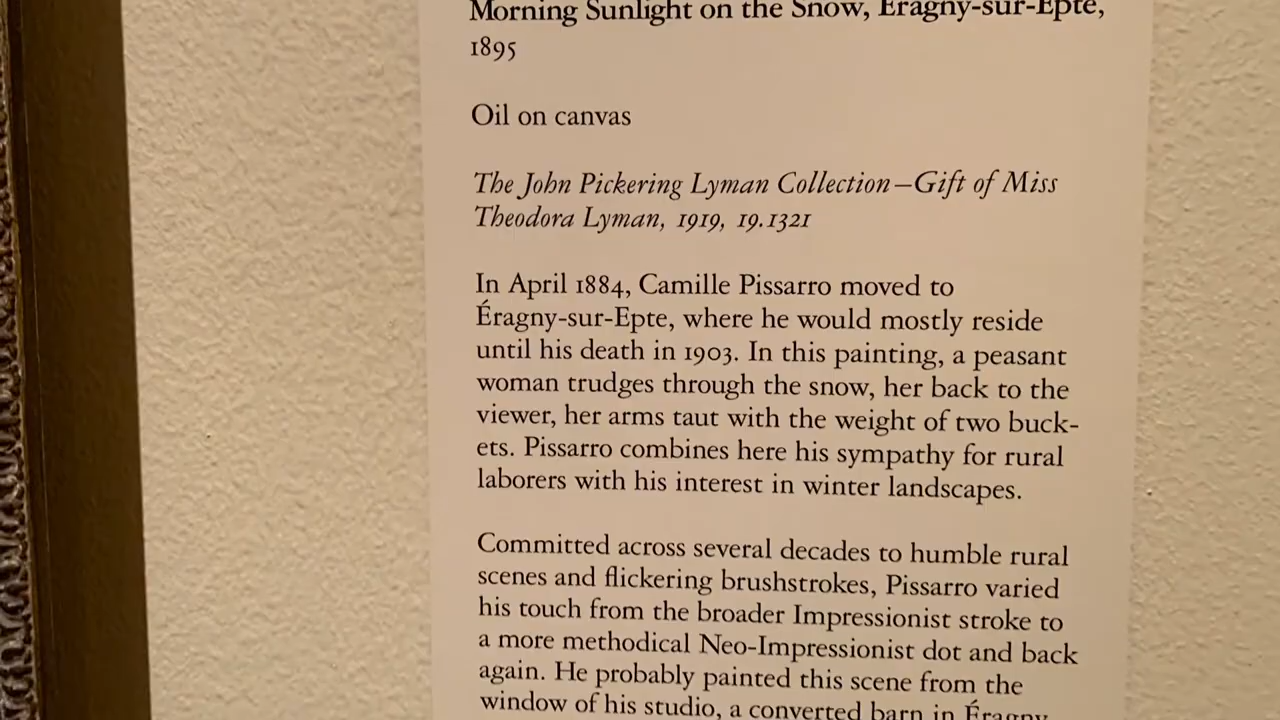 Morning Sunlight on the Snow, Éragny-sur-Epte,
1895
Oil on canvas
The John Pickering Lyman Collection—Gift of Miss
Theodora Lyman, 1919, 19.1321
In April 1884, Camille Pissarro moved to
Éragny-sur-Epte, where he would mostly reside
until his death in 1903. In this painting, a peasant
woman trudges through the snow, her back to the
viewer, her arms taut with the weight of two buck-
ets. Pissarro combines here his sympathy for rural
laborers with his interest in winter landscapes.
Committed across several decades to humble rural
scenes and flickering brushstrokes, Pissarro varied
his touch from the broader Impressionist stroke to
a more methodical Neo-Impressionist dot and back
again. He probably painted this scene from the
window of his studio, a converted barn in Éragny